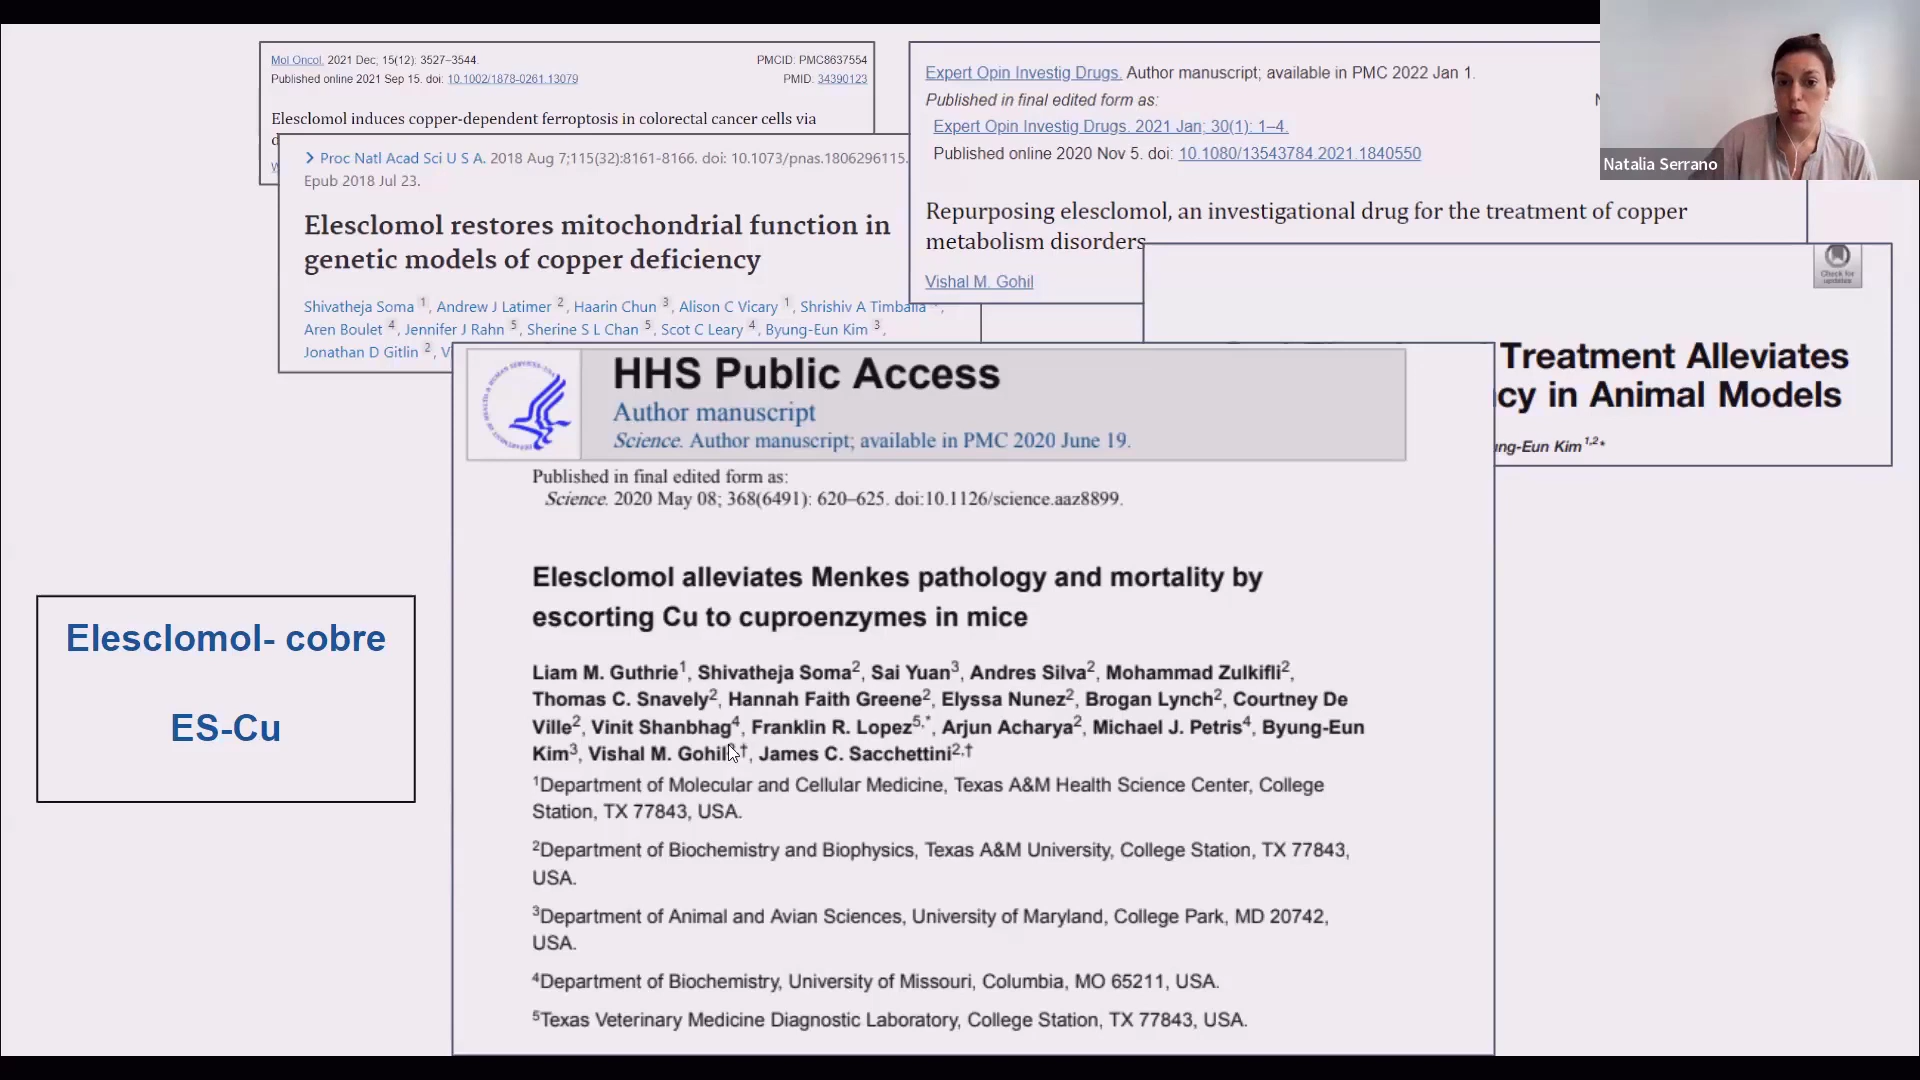 Mol Oncol. 2021 Dec; 15(12): 3527–3544.
PMCID: PMC8637554
Published online 2021 Sep 15. doi: 10.1002/1878-0261.13079
PMID: 34390123
Elesclomol induces copper-dependent ferroptosis in colorectal cancer cells via
Proc Natl Acad Sci U S A. 2018 Aug 7;115(32):8161-8166. doi: 10.1073/pnas.1806296115.
Epub 2018 Jul 23.
Elesclomol restores mitochondrial function in
genetic models of copper deficiency
Shivatheja Soma 1, Andrew J Latimer 2, Haarin Chun 3, Alison C Vicary 1, Shrishiv A Timbalia
Aren Boulet 4, Jennifer J Rahn 5, Sherine S L Chan 5, Scot C Leary 4, Byung-Eun Kim 3,
Jonathan D Gitlin 2, V
Expert Opin Investig Drugs. Author manuscript; available in PMC 2022 Jan 1.
Published in final edited form as:
Expert Opin Investig Drugs. 2021 Jan; 30(1): 1–4.
Published online 2020 Nov 5. doi: 10.1080/13543784.2021.1840550
Repurposing elesclomol, an investigational drug for the treatment of copper
metabolism disorders
Vishal M. Gohil
Natalia Serrano
Check for
updates
Treatment Alleviates
cy in Animal Models
ung-Eun Kim 1,2*
HHS Public Access
Author manuscript
Science. Author manuscript; available in PMC 2020 June 19.
Published in final edited form as:
Science. 2020 May 08; 368(6491): 620–625. doi:10.1126/science.aaz8899.
Elesclomol alleviates Menkes pathology and mortality by
escorting Cu to cuproenzymes in mice
Liam M. Guthrie1, Shivatheja Soma2, Sai Yuan3, Andres Silva2, Mohammad Zulkifli2,
Thomas C. Snavely2, Hannah Faith Greene2, Elyssa Nunez2, Brogan Lynch2, Courtney De
Ville2, Vinit Shanbhag4, Franklin R. Lopez5,*, Arjun Acharya2, Michael J. Petris4, Byung-Eun
Kim3, Vishal M. Gohil†, James C. Sacchettini2,†
1Department of Molecular and Cellular Medicine, Texas A&M Health Science Center, College
Station, TX 77843, USA.
2Department of Biochemistry and Biophysics, Texas A&M University, College Station, TX 77843,
USA.
3Department of Animal and Avian Sciences, University of Maryland, College Park, MD 20742,
USA.
4Department of Biochemistry, University of Missouri, Columbia, MO 65211, USA.
5Texas Veterinary Medicine Diagnostic Laboratory, College Station, TX 77843, USA.
Elesclomol- cobre
ES-Cu